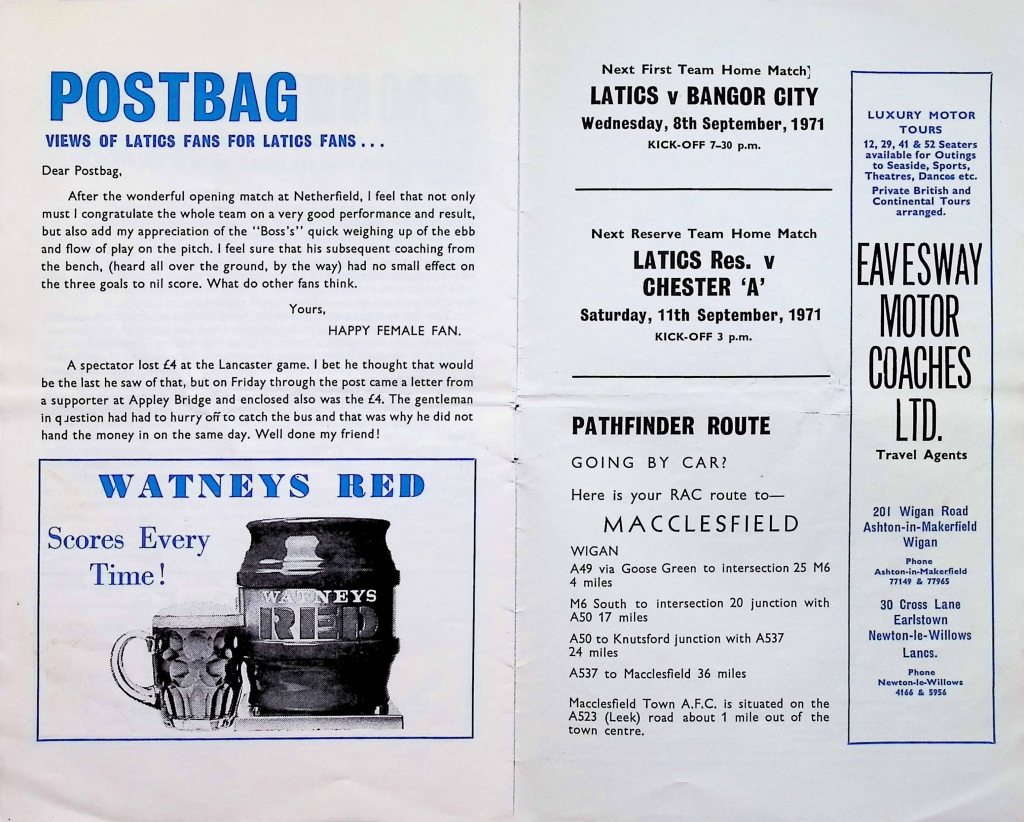 POSTBAG
VIEWS OF LATICS FANS FOR LATICS FANS...
Dear Postbag,
After the wonderful opening match at Netherfield, I feel that not only
must I congratulate the whole team on a very good performance and result,
but also add my appreciation of the "Boss's" quick weighing up of the ebb
and flow of play on the pitch. I feel sure that his subsequent coaching from
the bench, (heard all over the ground, by the way) had no small effect on
the three goals to nil score. What do other fans think.
Yours,
HAPPY FEMALE FAN.
A spectator lost £4 at the Lancaster game. I bet he thought that would
be the last he saw of that, but on Friday through the post came a letter from
a supporter at Appley Bridge and enclosed also was the £4. The gentleman
in question had had to hurry off to catch the bus and that was why he did not
hand the money in on the same day. Well done my friend!
WATNEYS RED
Scores Every
Time!
WATNEYS
RED
Next First Team Home Match]
LATICS v BANGOR CITY
Wednesday, 8th September, 1971
KICK-OFF 7-30 p.m.
Next Reserve Team Home Match
LATICS Res. v
CHESTER 'A'
Saturday, 11th September, 1971
KICK-OFF 3 p.m.
PATHFINDER ROUTE
GOING BY CAR?
Here is your RAC route to—
MACCLESFIELD
WIGAN
A49 via Goose Green to intersection 25 M6
4 miles
M6 South to intersection 20 junction with
A50 17 miles
A50 to Knutsford junction with A537
24 miles
A537 to Macclesfield 36 miles
Macclesfield Town A.F.C. is situated on the
A523 (Leek) road about 1 mile out of the
town centre.
LUXURY MOTOR
TOURS
12, 29, 41 & 52 Seaters
available for Outings
to Seaside, Sports,
Theatres, Dances etc.
Private British and
Continental Tours
arranged.
EAVESWAY
MOTOR
COACHES
LTD.
Travel Agents
201 Wigan Road
Ashton-in-Makerfield
Wigan
Phone
Ashton-in-Makerfield
77149 & 77965
30 Cross Lane
Earlstown
Newton-le-Willows
Lancs.
Phone
Newton-le-Willows
4166 & 5956